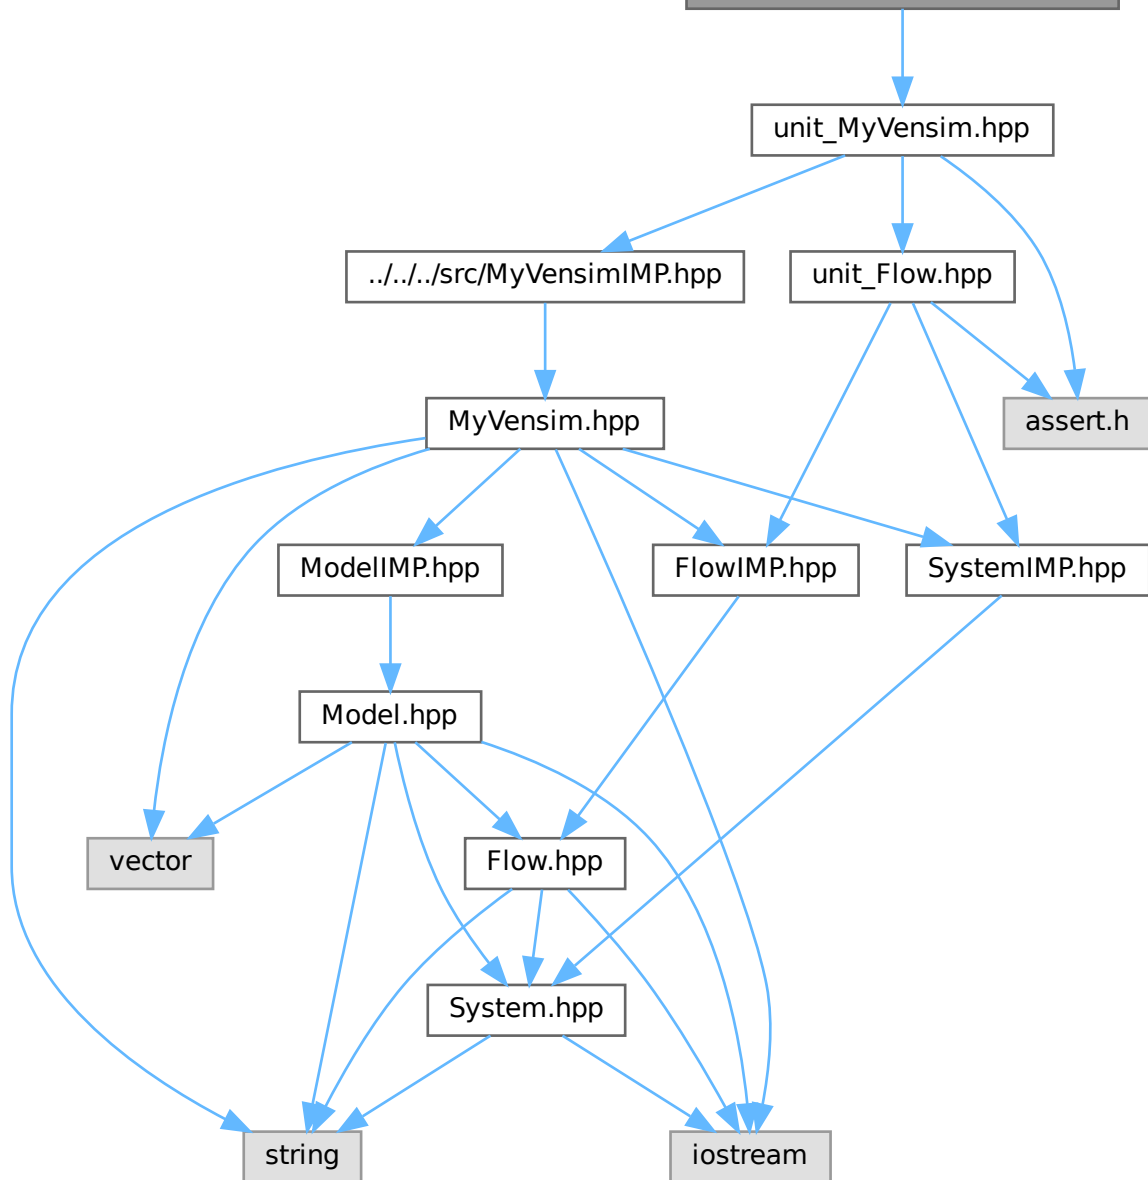 unit_MyVensim.hpp
../../../src/MyVensimIMP.hpp
unit_Flow.hpp
MyVensim.hpp
assert.h
ModelIMP.hpp
FlowIMP.hpp
SystemIMP.hpp
Model.hpp
vector
Flow.hpp
System.hpp
string
iostream